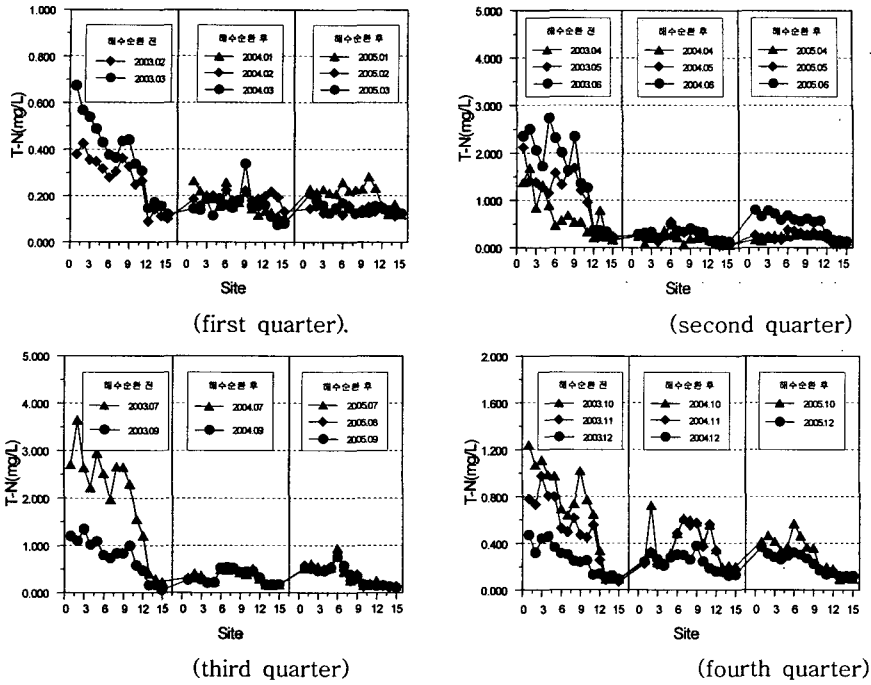 T-N(mg/L)
1.000
0.800
0.600
0.400
0.200
0.000
해수순환 전
2003.02
2003.03
해수순환 후
2004.01
2004.02
2004.03
해수순환 후
2005.01
2005.02
2005.03
0 3 6 9 12 15 0 3 6 9 12 15 0 3 6 9 12 15
Site
(first quarter).
T-N(mg/L)
5.000
4.000
3.000
2.000
1.000
0.000
해수순환 전
2003.04
2003.05
2003.06
해수순환 후
2004.04
2004.05
2004.06
해수순환 후
2005.04
2005.05
2005.06
0 3 6 9 12 15 0 3 6 9 12 15 0 3 6 9 12 15
Site
(second quarter)
T-N(mg/L)
5.000
4.000
3.000
2.000
1.000
0.000
해수순환 전
2003.07
2003.09
해수순환 후
2004.07
2004.09
해수순환 후
2005.07
2005.08
2005.09
0 3 6 9 12 15 0 3 6 9 12 15 0 3 6 9 12 15
Site
(third quarter)
T-N(mg/L)
2.000
1.600
1.200
0.800
0.400
0.000
해수순환 전
2003.10
2003.11
2003.12
해수순환 후
2004.10
2004.11
2004.12
해수순환 후
2005.10
2005.12
0 3 6 9 12 15 0 3 6 9 12 15 0 3 6 9 12 15
Site
(fourth quarter)